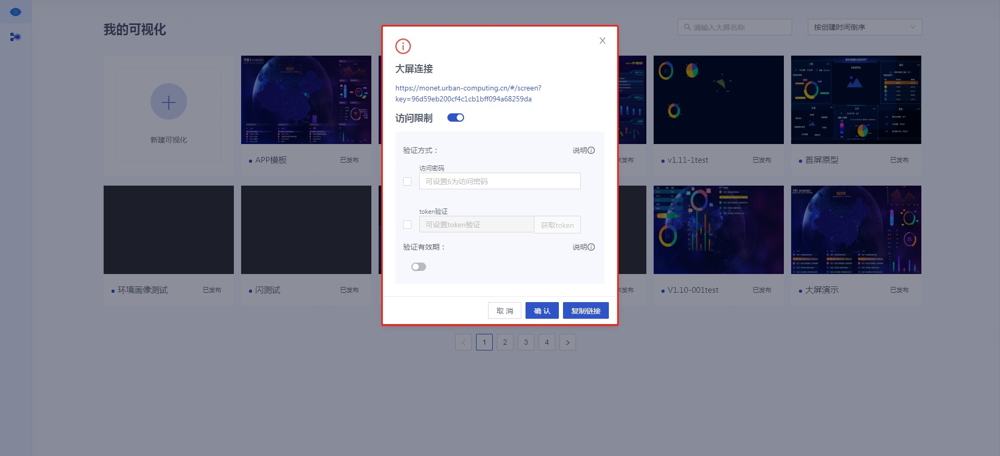 我的可视化
请输入大屏名称
按创建时间倒序
新建可视化
APP模板
已发布
未发布
v1.11-1test
已发布
首屏原型
已发布
环境画像测试
已发布
闪测试
已发布
未发布
V1.10-001test
已发布
大屏演示
已发布
大屏连接
https://monet.urban-computing.cn/#/screen?
key=96d59eb200cf4c1cb1bff094a68259da
访问限制
验证方式：
说明
访问密码
可设置6为访问密码
token验证
可设置token验证
获取token
验证有效期：
说明
取 消
确 认
复制链接
1
2
3
4